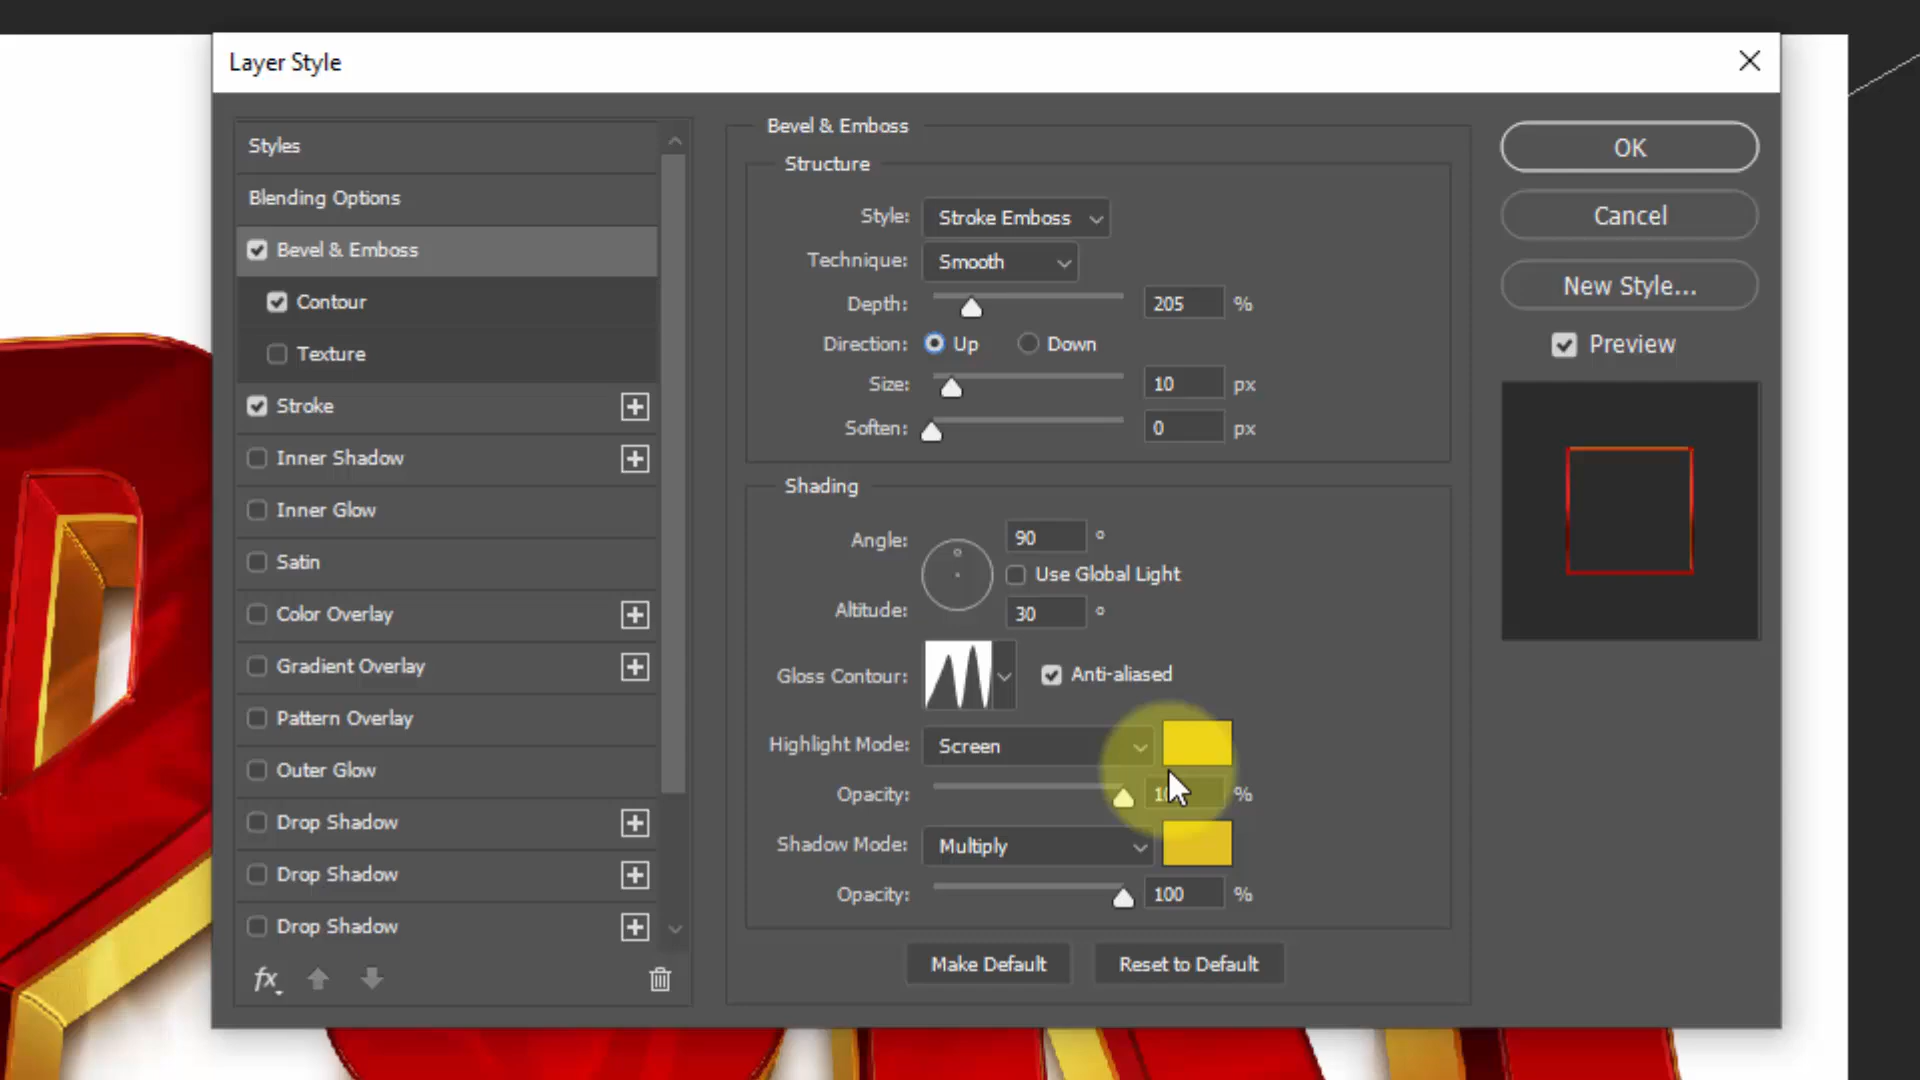 Layer Style
Styles
Blending Options
Bevel & Emboss
Contour
Texture
Stroke
Inner Shadow
Inner Glow
Satin
Color Overlay
Gradient Overlay
Pattern Overlay
Outer Glow
Drop Shadow
Drop Shadow
Drop Shadow
fx
Bevel & Emboss
Structure
Style: Stroke Emboss
Technique: Smooth
Depth: 205 %
Direction: Up Down
Size: 10 px
Soften: 0 px
Shading
Angle: 90 °
Use Global Light
Altitude: 30 °
Gloss Contour: Anti-aliased
Highlight Mode: Screen
Opacity: %
Shadow Mode: Multiply
Opacity: 100 %
Make Default Reset to Default
OK
Cancel
New Style...
Preview